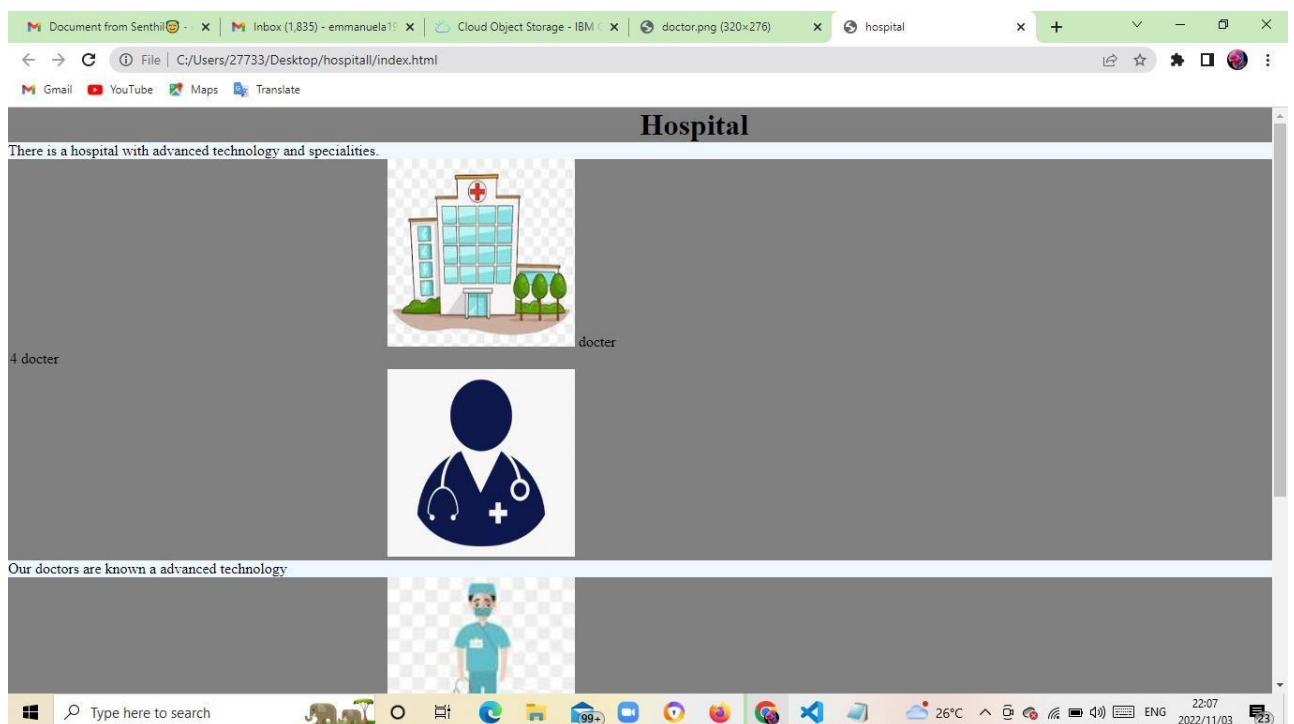 Document from Senthil😇 -
Inbox (1,835) - emmanuela19
Cloud Object Storage - IBM C
doctor.png (320×276)
hospital
File | C:/Users/27733/Desktop/hospitall/index.html
Gmail YouTube Maps Translate
Hospital
There is a hospital with advanced technology and specialities.
docter
4 docter
Our doctors are known a advanced technology
Type here to search
99+
26°C
ENG
22:07
2022/11/03
23